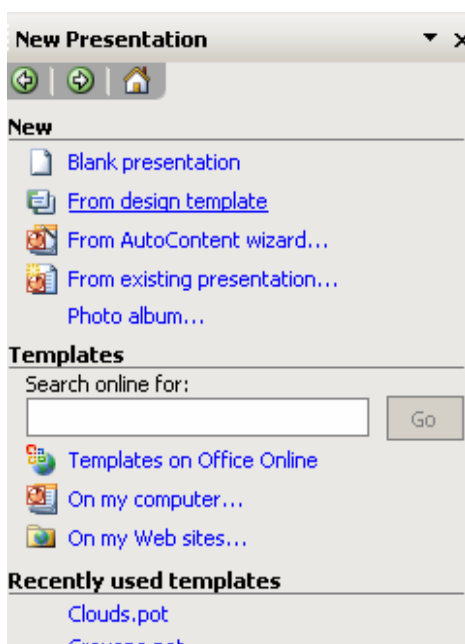 New Presentation
New
Blank presentation
From design template
From AutoContent wizard...
From existing presentation...
Photo album...
Templates
Search online for:
Go
Templates on Office Online
On my computer...
On my Web sites...
Recently used templates
Clouds.pot